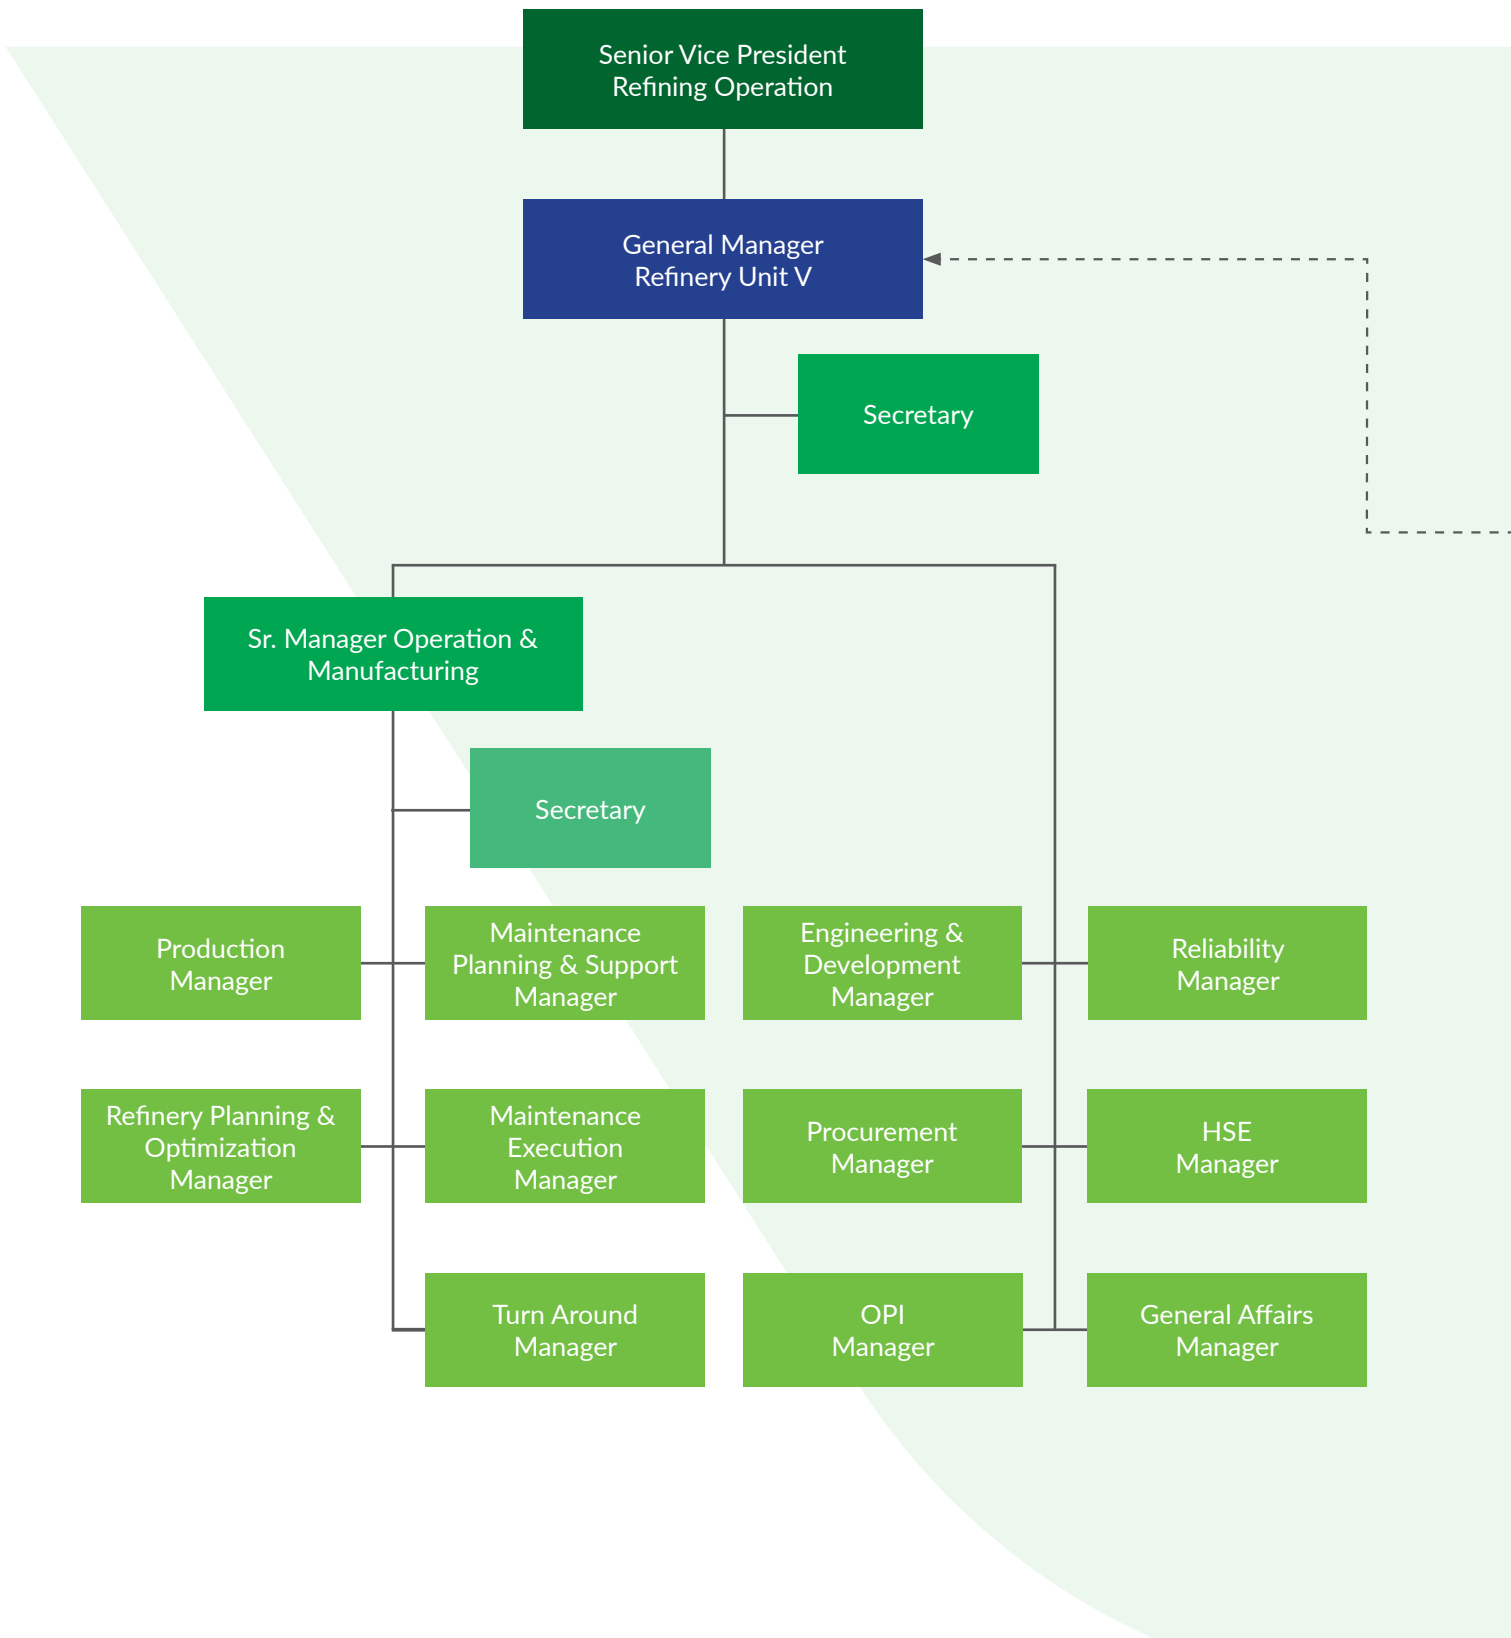 Senior Vice President
Refining Operation
General Manager
Refinery Unit V
Secretary
Sr. Manager Operation &
Manufacturing
Secretary
Production
Manager
Maintenance
Planning & Support
Manager
Engineering &
Development
Manager
Reliability
Manager
Refinery Planning &
Optimization
Manager
Maintenance
Execution
Manager
Procurement
Manager
HSE
Manager
Turn Around
Manager
OPI
Manager
General Affairs
Manager